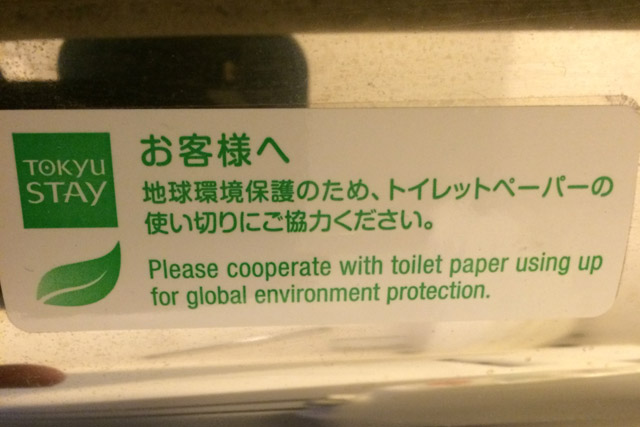 TOKYU
STAY
お客様へ
地球環境保護のため、トイレットペーパーの
使い切りにご協力ください。
Please cooperate with toilet paper using up
for global environment protection.